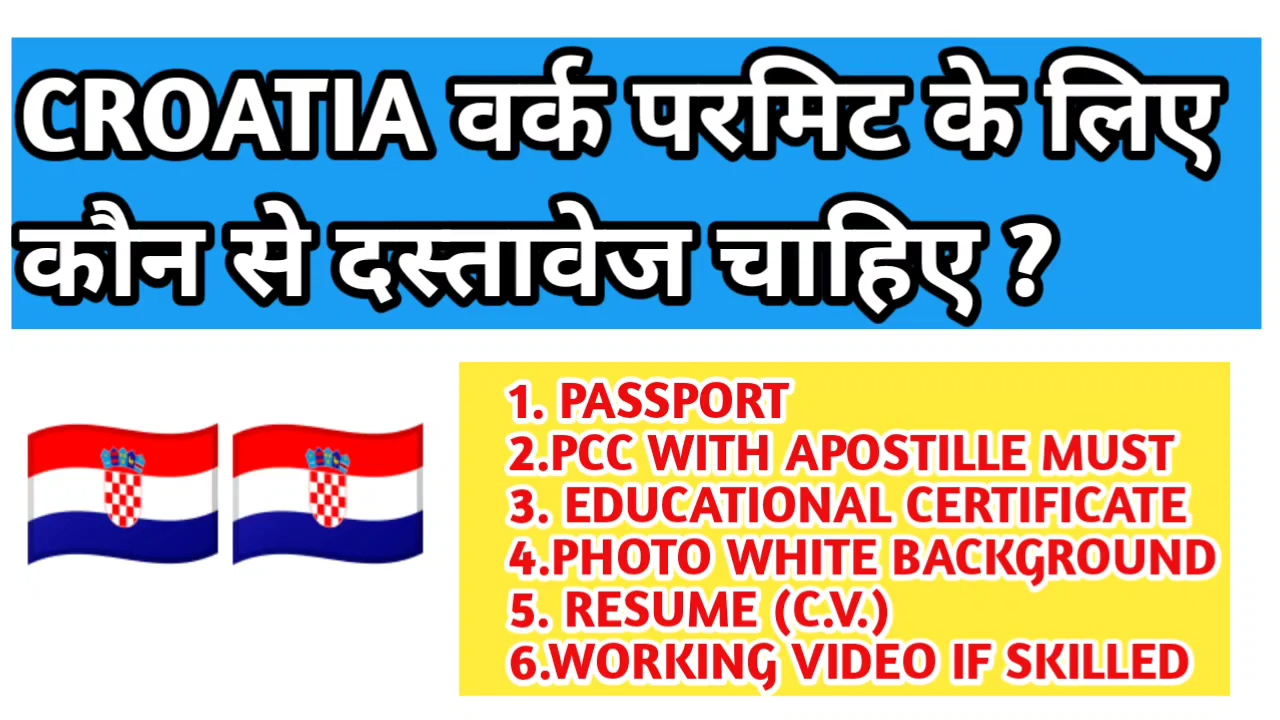 CROATIA वर्क परमिट के लिए
कौन से दस्तावेज चाहिए ?
1. PASSPORT
2.PCC WITH APOSTILLE MUST
3. EDUCATIONAL CERTIFICATE
4.PHOTO WHITE BACKGROUND
5. RESUME (C.V.)
6.WORKING VIDEO IF SKILLED